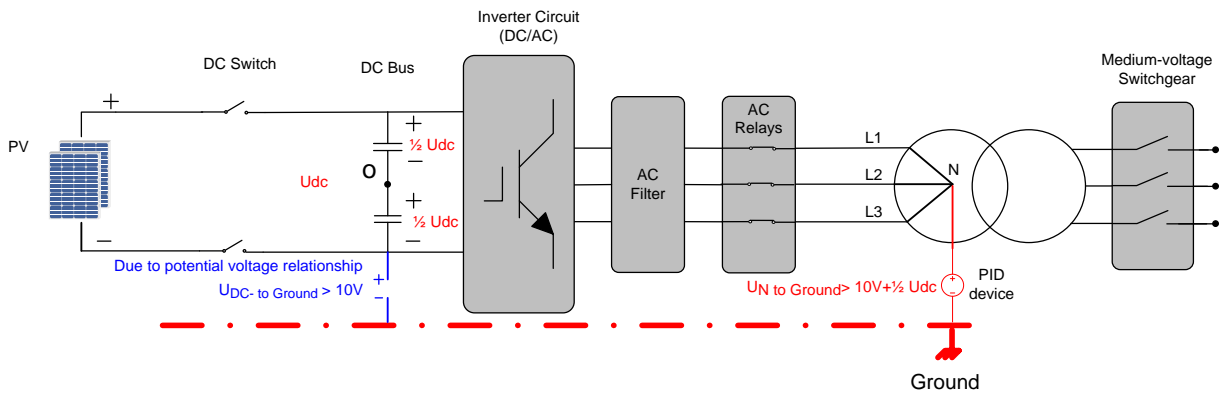 Inverter Circuit
(DC/AC)
DC Switch
DC Bus
Medium-voltage
Switchgear
PV
+
−
+
½ Udc
−
Udc
O
+
½ Udc
−
AC
Filter
AC
Relays
L1
L2
L3
N
Due to potential voltage relationship
UDC- to Ground > 10V
+
−
UN to Ground> 10V+½ Udc
+
−
PID
device
Ground